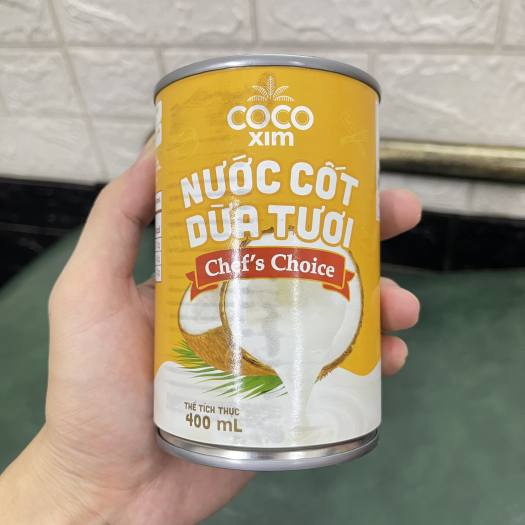 COCO
xim
NƯỚC CỐT
DỪA TƯƠI
Chef's Choice
THỂ TÍCH THỰC
400 mL